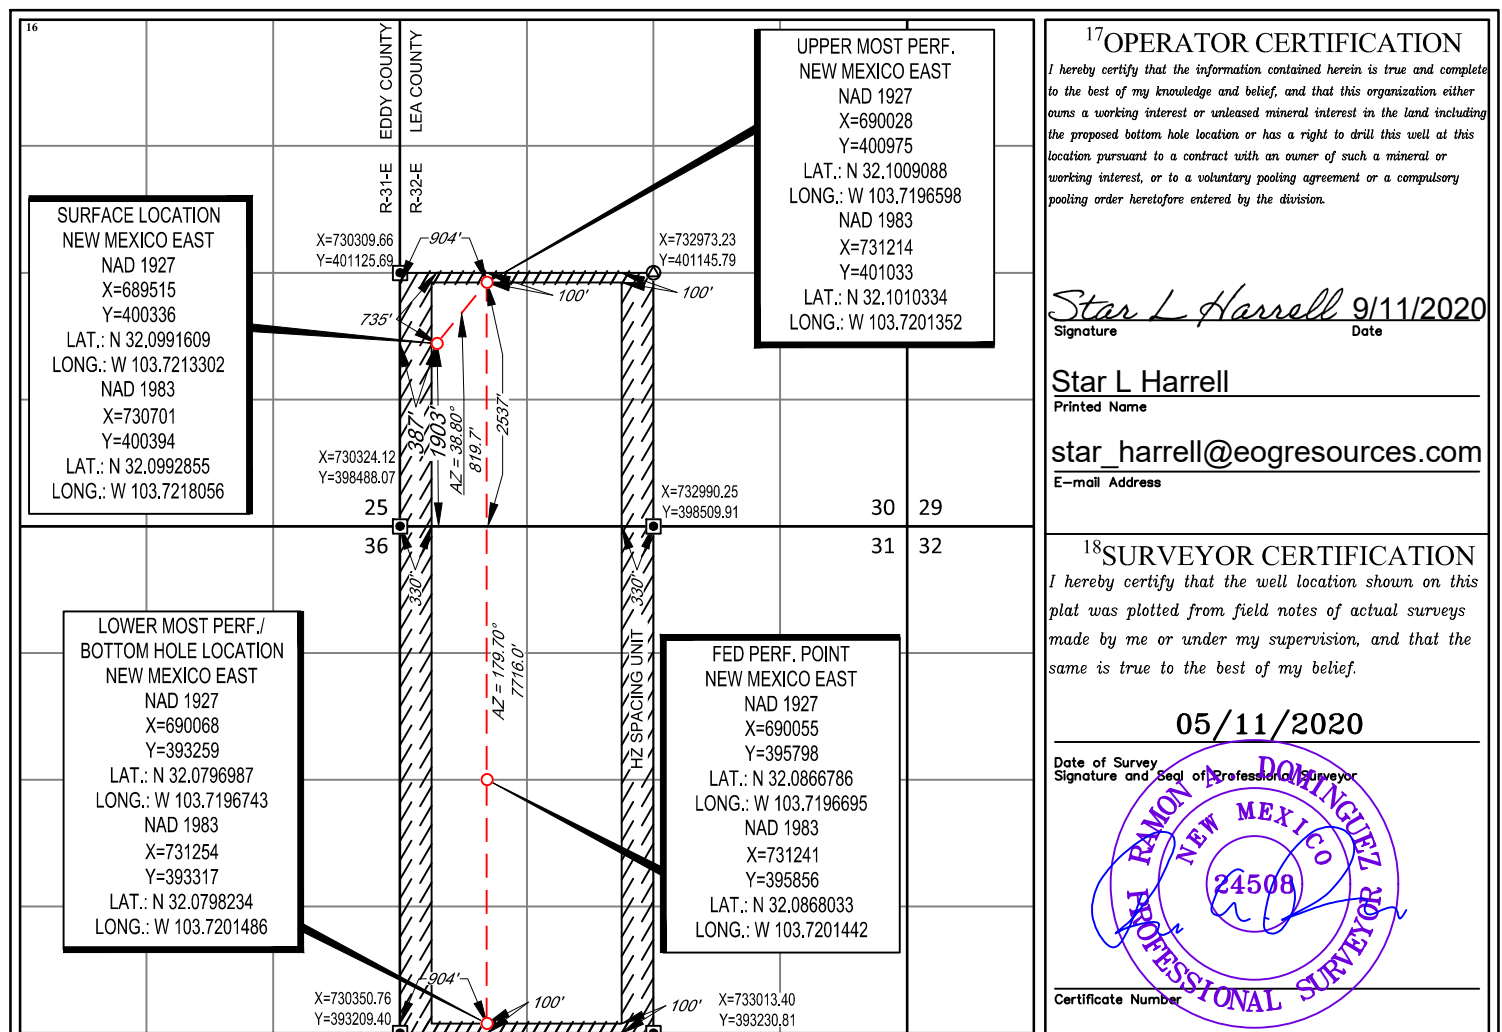 16
EDDY COUNTY
LEA COUNTY
R-31-E
R-32-E
SURFACE LOCATION
NEW MEXICO EAST
NAD 1927
X=689515
Y=400336
LAT.: N 32.0991609
LONG.: W 103.7213302
NAD 1983
X=730701
Y=400394
LAT.: N 32.0992855
LONG.: W 103.7218056
UPPER MOST PERF.
NEW MEXICO EAST
NAD 1927
X=690028
Y=400975
LAT.: N 32.1009088
LONG.: W 103.7196598
NAD 1983
X=731214
Y=401033
LAT.: N 32.1010334
LONG.: W 103.7201352
X=730309.66
Y=401125.69
904'
X=732973.23
Y=401145.79
100'
100'
735'
387'
1903'
AZ = 38.80°
819.7'
2537'
X=730324.12
Y=398488.07
X=732990.25
Y=398509.91
25
30
29
36
31
32
330'
330'
AZ = 179.70°
7716.0'
HZ SPACING UNIT
LOWER MOST PERF./
BOTTOM HOLE LOCATION
NEW MEXICO EAST
NAD 1927
X=690068
Y=393259
LAT.: N 32.0796987
LONG.: W 103.7196743
NAD 1983
X=731254
Y=393317
LAT.: N 32.0798234
LONG.: W 103.7201486
FED PERF. POINT
NEW MEXICO EAST
NAD 1927
X=690055
Y=395798
LAT.: N 32.0866786
LONG.: W 103.7196695
NAD 1983
X=731241
Y=395856
LAT.: N 32.0868033
LONG.: W 103.7201442
X=730350.76
Y=393209.40
904'
100'
100'
X=733013.40
Y=393230.81
17OPERATOR CERTIFICATION
I hereby certify that the information contained herein is true and complete
to the best of my knowledge and belief, and that this organization either
owns a working interest or unleased mineral interest in the land including
the proposed bottom hole location or has a right to drill this well at this
location pursuant to a contract with an owner of such a mineral or
working interest, or to a voluntary pooling agreement or a compulsory
pooling order heretofore entered by the division.
Star L Harrell 9/11/2020
Signature Date
Star L Harrell
Printed Name
star_harrell@eogresources.com
E-mail Address
18SURVEYOR CERTIFICATION
I hereby certify that the well location shown on this
plat was plotted from field notes of actual surveys
made by me or under my supervision, and that the
same is true to the best of my belief.
05/11/2020
Date of Survey
Signature and Seal of Professional Surveyor
RAMON A. DOMINGUEZ
NEW MEXICO
24508
PROFESSIONAL SURVEYOR
Certificate Number